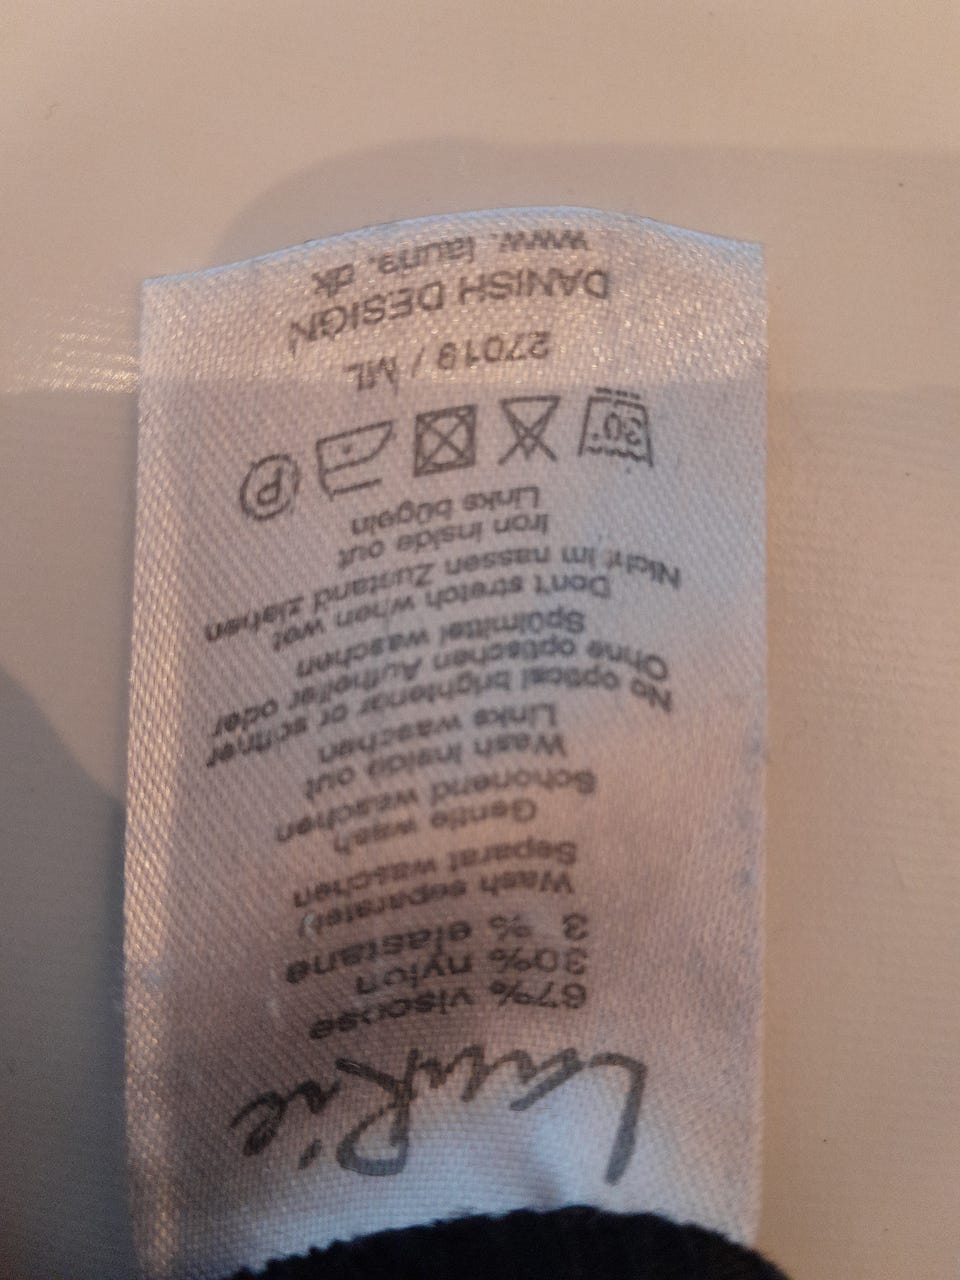 LauRie
67% viscose
30% nylon
3 % elastane
Wash separately
Separat waschen
Gentle wash
Schonend waschen
Wash inside out
Links waschen
No optical brightener or softner
Ohne optischen Aufheller oder
Spülmittel waschen
Don't stretch when wet
Nicht im nassen Zustand ziehen
Iron inside out
Links bügeln
30° P
27019 / ML
DANISH DESIGN
www. .dk